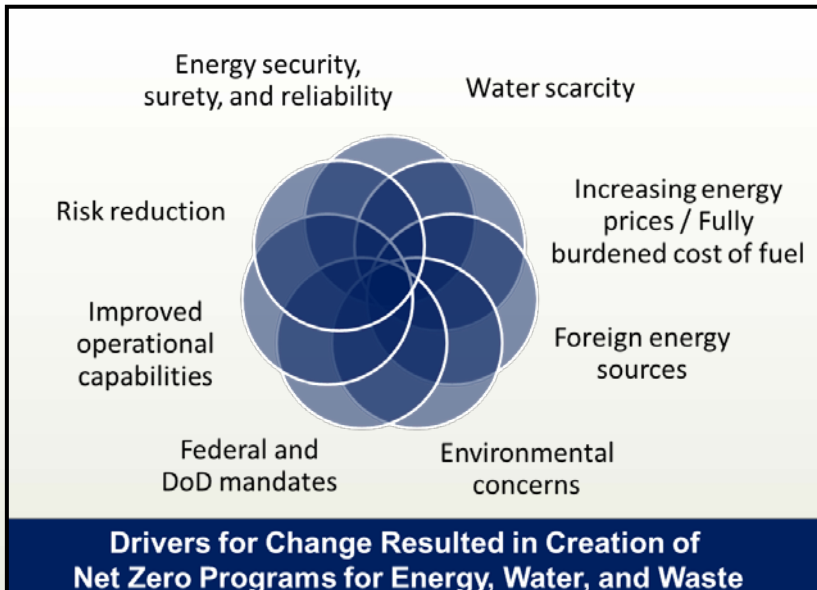 Energy security,
surety, and reliability
Water scarcity
Increasing energy
prices / Fully
burdened cost of fuel
Foreign energy
sources
Environmental
concerns
Federal and
DoD mandates
Improved
operational
capabilities
Risk reduction
Drivers for Change Resulted in Creation of
Net Zero Programs for Energy, Water, and Waste